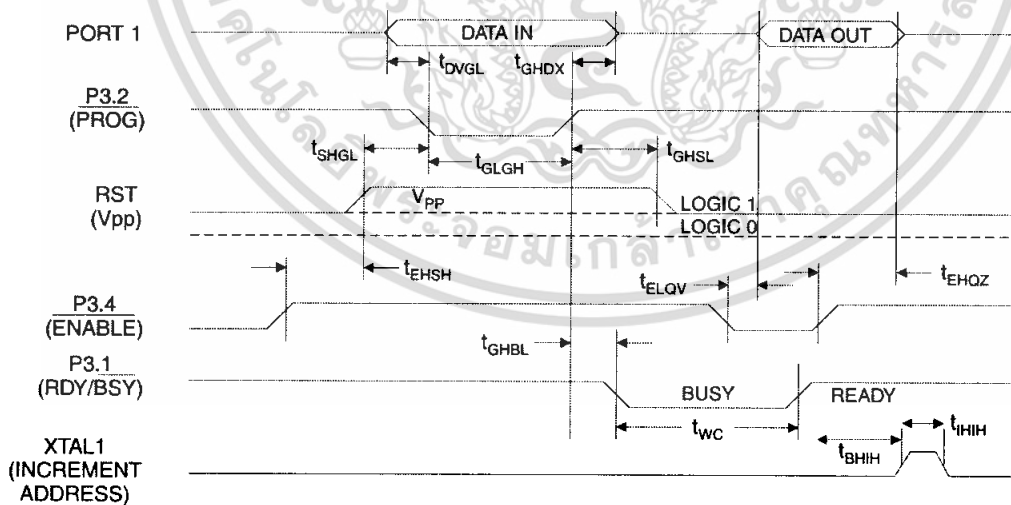 PORT 1
DATA IN
DATA OUT
tDVGL
tGHDX
P3.2
(PROG)
tSHGL
tGLGH
tGHSL
RST
(Vpp)
VPP
LOGIC 1
LOGIC 0
tEHSH
tELQV
tEHQZ
P3.4
(ENABLE)
tGHBL
P3.1
(RDY/BSY)
BUSY
READY
tWC
tIHIH
tBHIH
XTAL1
(INCREMENT
ADDRESS)